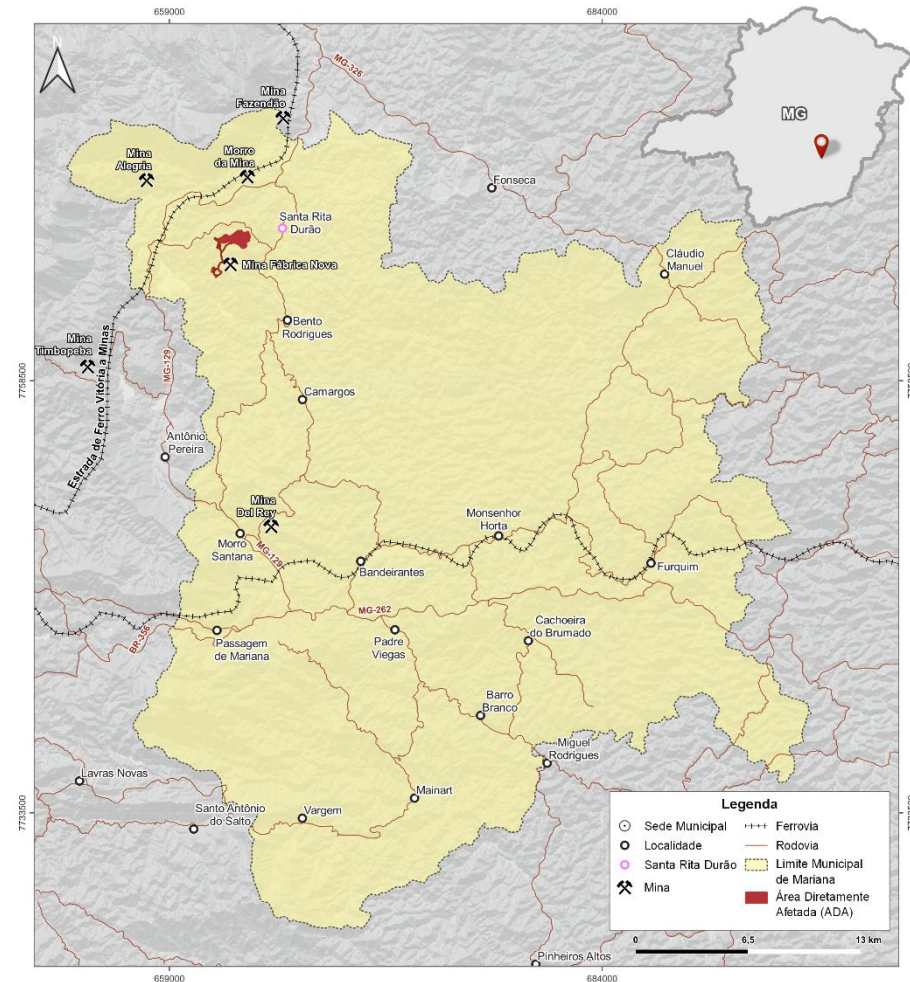 659000
684000
N
MG-326
MG
Mina
Fazendão
Mina
Alegria
Morro
da Mina
Fonseca
Santa Rita
Durão
Mina Fábrica Nova
Cláudio
Manuel
Bento
Rodrigues
Mina
Timbopeba
Estrada de Ferro Vitória a Minas
MG-129
7758500
Camargos
Antônio
Pereira
Mina
Del Rey
Monsenhor
Horta
Morro
Santana
MG-129
Bandeirantes
Furquim
MG-262
BR-356
Passagem
de Mariana
Padre
Viegas
Cachoeira
do Brumado
Barro
Branco
Miguel
Rodrigues
Lavras Novas
Mainart
Santo Antônio
do Salto
Vargem
7733500
Legenda
Sede Municipal
Localidade
Santa Rita Durão
Mina
Ferrovia
Rodovia
Limite Municipal
de Mariana
Área Diretamente
Afetada (ADA)
0 6,5 13 km
Pinheiros Altos
659000
684000